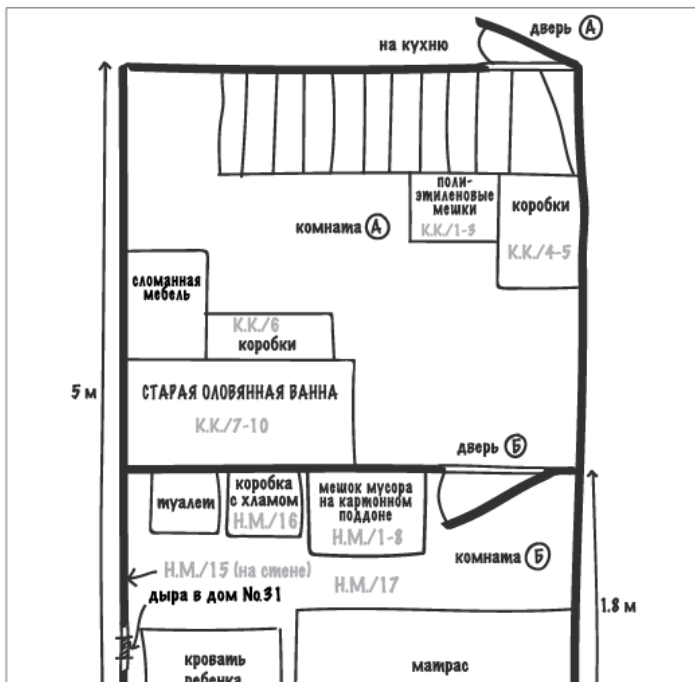 дверь А
на кухню
поли-
этиленовые
мешки
К.К./1-3
коробки
К.К./4-5
комната А
сломанная
мебель
К.К./6
коробки
5 м
СТАРАЯ ОЛОВЯННАЯ ВАННА
К.К./7-10
дверь Б
туалет
коробка
с хламом
Н.М./16
мешок мусора
на картонном
поддоне
Н.М./1-8
комната Б
Н.М./15 (на стене)
Н.М./17
дыра в дом No.31
1.8 м
кровать
ребенка
матрас